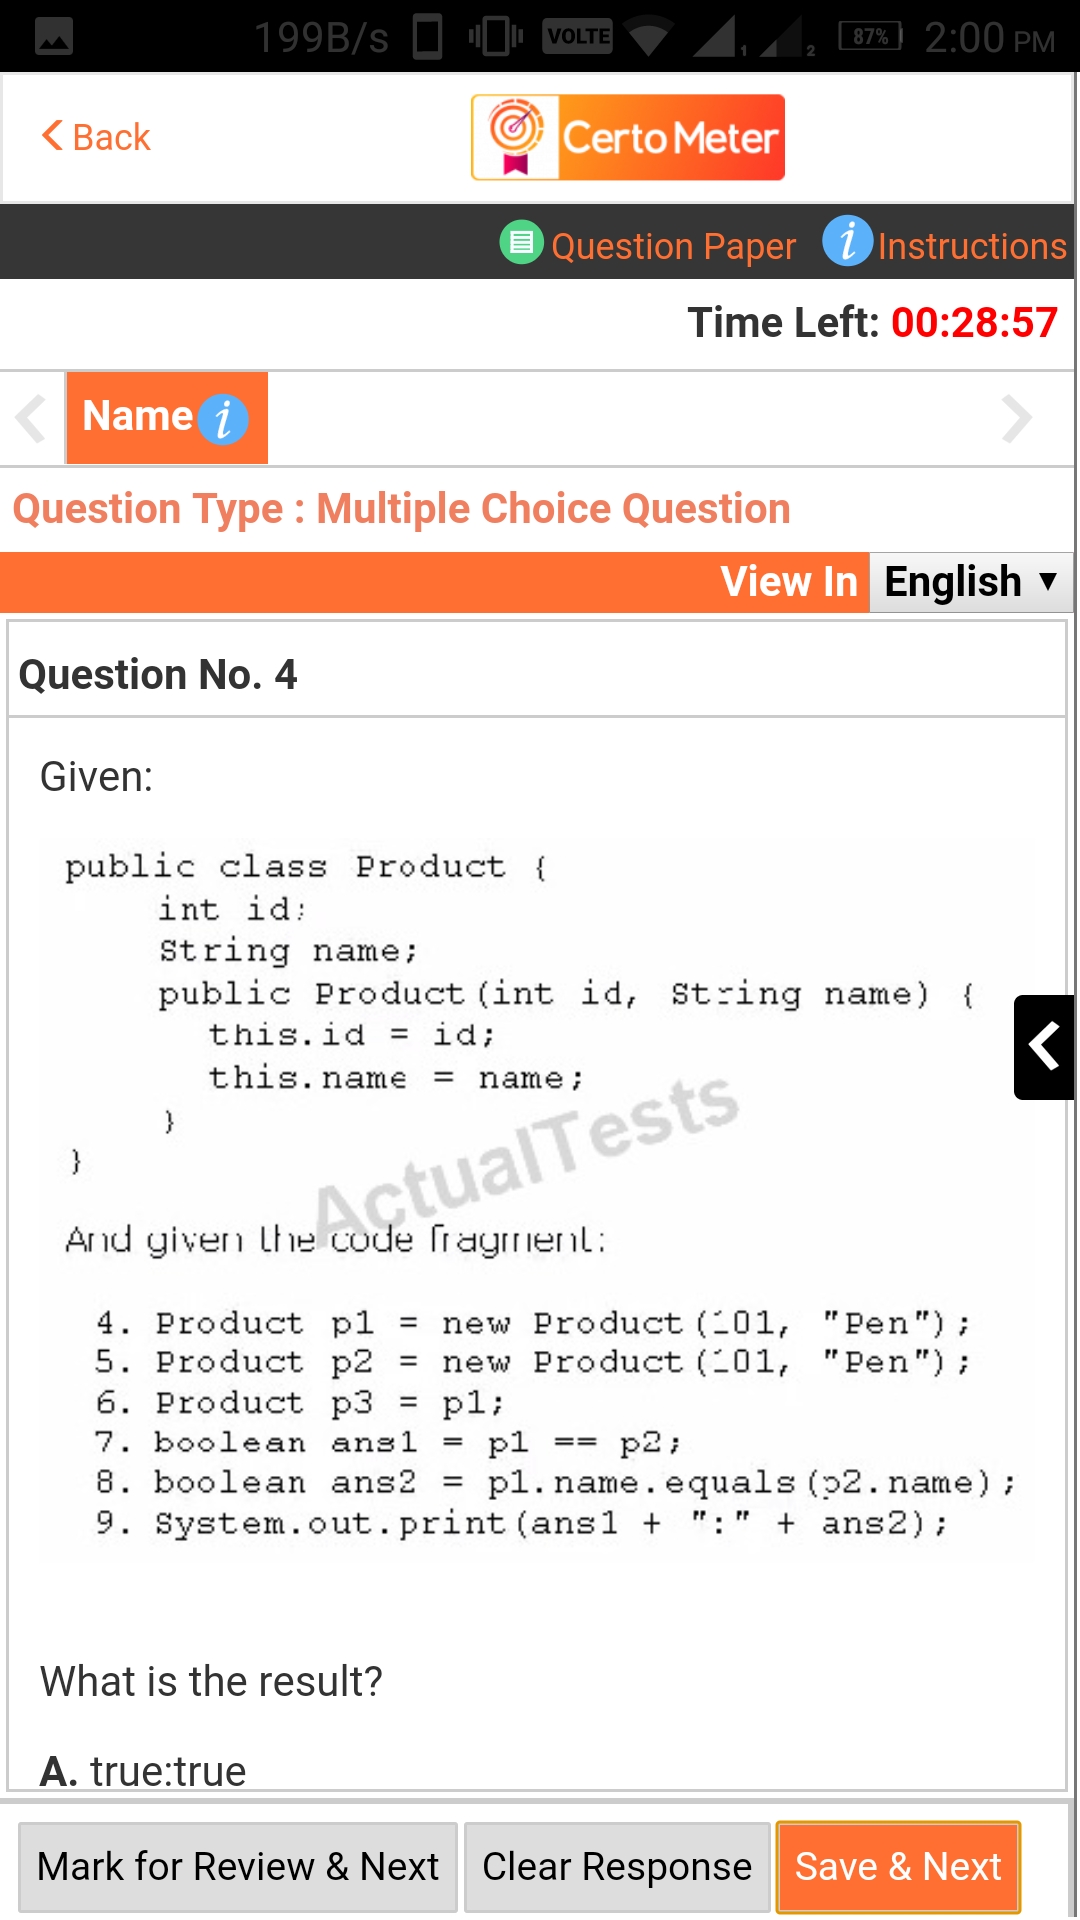 199B/s VOLTE 1 2 87% 2:00 PM
Back
Certo Meter
Question Paper i Instructions
Time Left: 00:28:57
Name i
Question Type : Multiple Choice Question
View In English
Question No. 4
Given:
public class Product {
int id;
String name;
public Product(int id, String name) {
this.id = id;
this.name = name;
}
}
ActualTests
And given the code fragment:
4. Product p1 = new Product(101, "Pen");
5. Product p2 = new Product(101, "Pen");
6. Product p3 = p1;
7. boolean ans1 = p1 == p2;
8. boolean ans2 = p1.name.equals(p2.name);
9. System.out.print(ans1 + ":" + ans2);
What is the result?
A. true:true
Mark for Review & Next Clear Response Save & Next